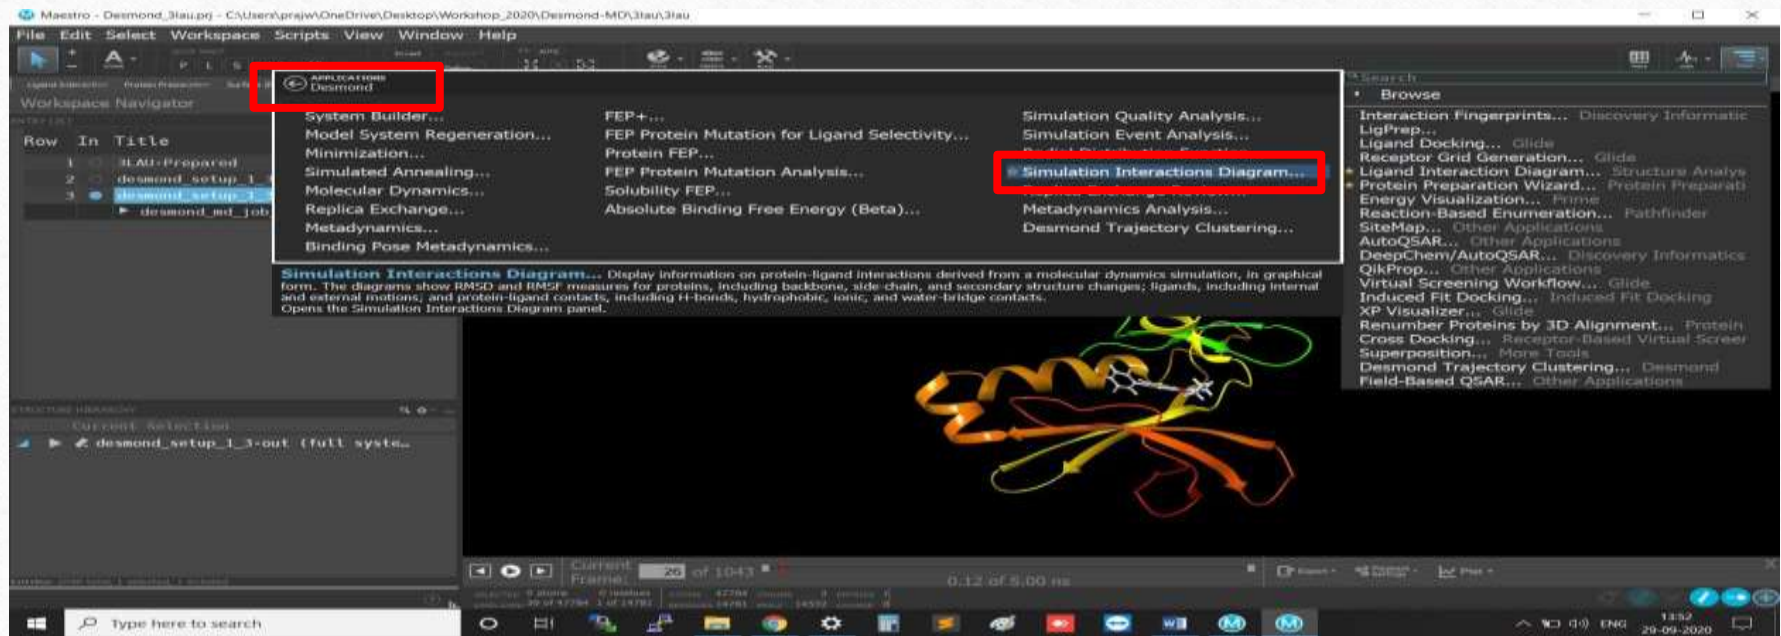 Maestro - Desmond_3lau.prj - C:\Users\prajw\OneDrive\Desktop\Workshop_2020\Desmond-MD\3lau\3lau
File Edit Select Workspace Scripts View Window Help
P L S
APPLICATIONS
Desmond
Workspace Navigator
Row In Title
1 3LAU-Prepared
2 desmond_setup_1
3 desmond_setup_1
desmond_md_job
System Builder...
Model System Regeneration...
Minimization...
Simulated Annealing...
Molecular Dynamics...
Replica Exchange...
Metadynamics...
Binding Pose Metadynamics...
FEP+...
FEP Protein Mutation for Ligand Selectivity...
Protein FEP...
FEP Protein Mutation Analysis...
Solubility FEP...
Absolute Binding Free Energy (Beta)...
Simulation Quality Analysis...
Simulation Event Analysis...
Simulation Interactions Diagram...
Metadynamics Analysis...
Desmond Trajectory Clustering...
Simulation Interactions Diagram... Display information on protein-ligand interactions derived from a molecular dynamics simulation, in graphical
form. The diagrams show RMSD and RMSF measures for proteins, including backbone, side-chain, and secondary structure changes; ligands, including internal
and external motions; and protein-ligand contacts, including H-bonds, hydrophobic, ionic, and water-bridge contacts.
Opens the Simulation Interactions Diagram panel.
Search
Browse
Interaction Fingerprints... Discovery Informatic
LigPrep...
Ligand Docking... Glide
Receptor Grid Generation... Glide
Ligand Interaction Diagram... Structure Analys
Protein Preparation Wizard... Protein Preparati
Energy Visualization... Prime
Reaction-Based Enumeration... Pathfinder
SiteMap... Other Applications
AutoQSAR... Other Applications
DeepChem/AutoQSAR... Discovery Informatics
QikProp... Other Applications
Virtual Screening Workflow... Glide
Induced Fit Docking... Induced Fit Docking
XP Visualizer... Glide
Renumber Proteins by 3D Alignment... Protein
Cross Docking... Receptor-Based Virtual Screer
Superposition... More Tools
Desmond Trajectory Clustering... Desmond
Field-Based QSAR... Other Applications
Current Selection
desmond_setup_1_3-out (full syste...
Current Frame: 26 of 1043
0.12 of 5.00 ns
Type here to search
ENG
13:52
29-09-2020